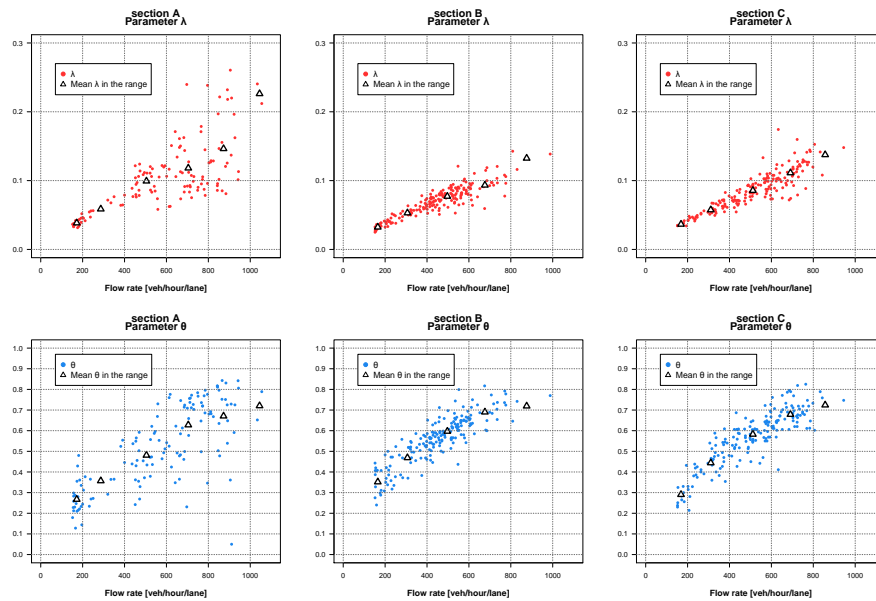 section A
Parameter λ
0.3
0.2
0.1
0.0
λ
Mean λ in the range
0 200 400 600 800 1000
Flow rate [veh/hour/lane]
section B
Parameter λ
0.3
0.2
0.1
0.0
λ
Mean λ in the range
0 200 400 600 800 1000
Flow rate [veh/hour/lane]
section C
Parameter λ
0.3
0.2
0.1
0.0
λ
Mean λ in the range
0 200 400 600 800 1000
Flow rate [veh/hour/lane]
section A
Parameter θ
1.0
0.9
0.8
0.7
0.6
0.5
0.4
0.3
0.2
0.1
0.0
θ
Mean θ in the range
0 200 400 600 800 1000
Flow rate [veh/hour/lane]
section B
Parameter θ
1.0
0.9
0.8
0.7
0.6
0.5
0.4
0.3
0.2
0.1
0.0
θ
Mean θ in the range
0 200 400 600 800 1000
Flow rate [veh/hour/lane]
section C
Parameter θ
1.0
0.9
0.8
0.7
0.6
0.5
0.4
0.3
0.2
0.1
0.0
θ
Mean θ in the range
0 200 400 600 800 1000
Flow rate [veh/hour/lane]